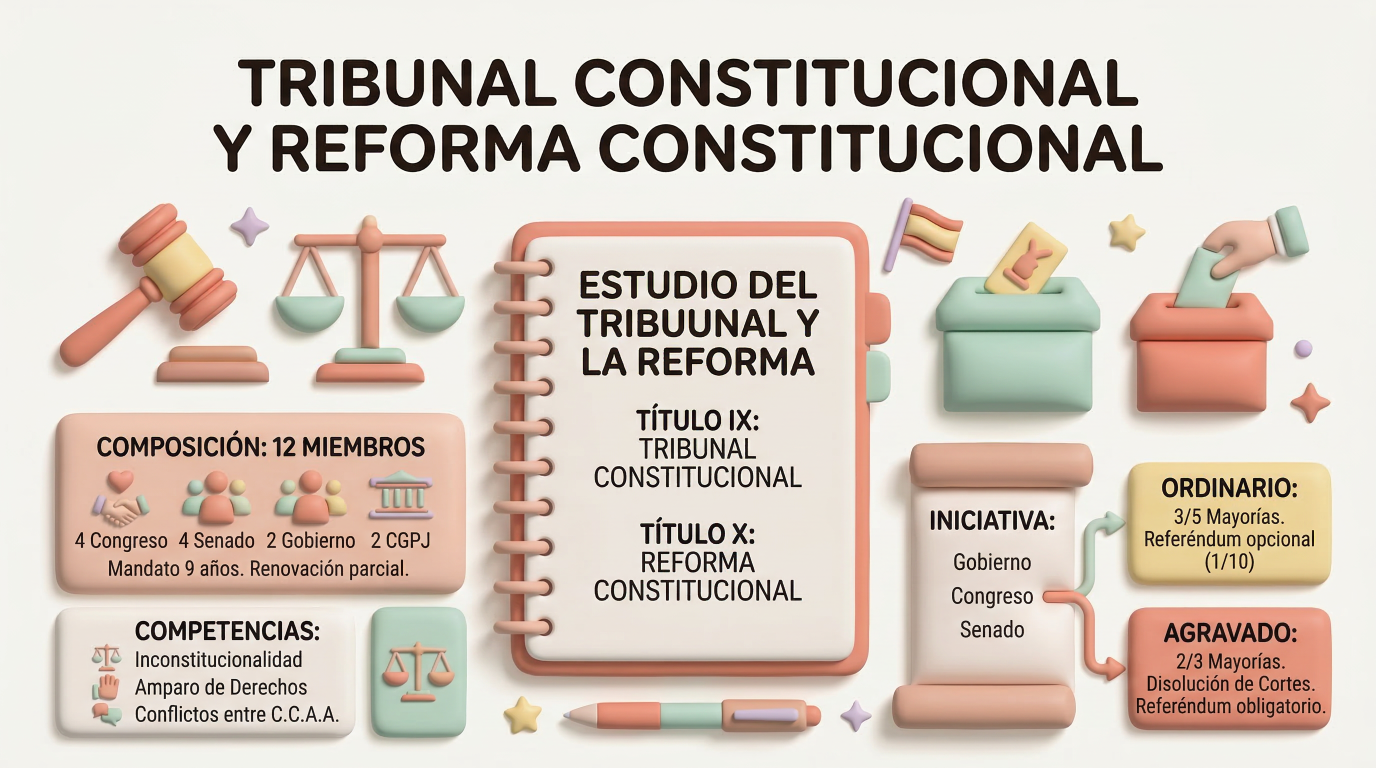 TRIBUNAL CONSTITUCIONAL
Y REFORMA CONSTITUCIONAL
COMPOSICIÓN: 12 MIEMBROS
4 Congreso 4 Senado 2 Gobierno 2 CGPJ
Mandato 9 años. Renovación parcial.
COMPETENCIAS:
Inconstitucionalidad
Amparo de Derechos
Conflictos entre C.C.A.A.
ESTUDIO DEL
TRIBUUNAL Y
LA REFORMA
TÍTULO IX:
TRIBUNAL
CONSTITUCIONAL
TÍTULO X:
REFORMA
CONSTITUCIONAL
INICIATIVA:
Gobierno
Congreso
Senado
ORDINARIO:
3/5 Mayorías.
Referéndum opcional
(1/10)
AGRAVADO:
2/3 Mayorías.
Disolución de Cortes.
Referéndum obligatorio.